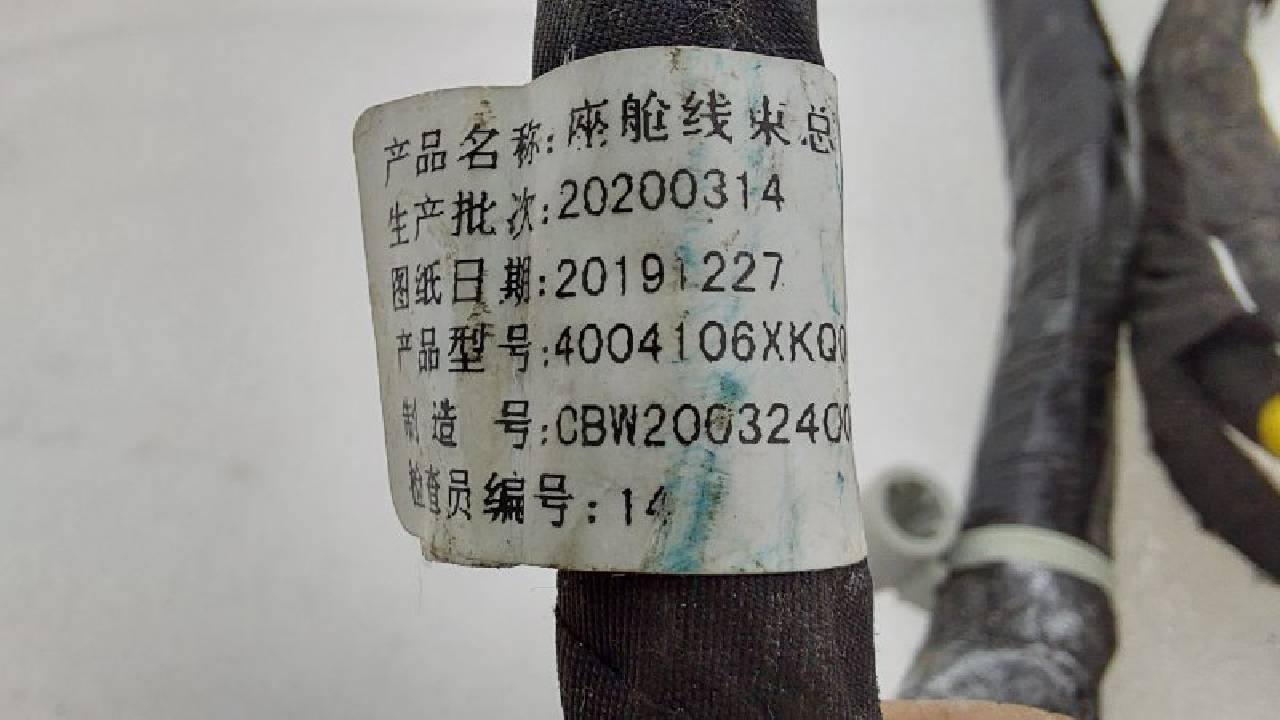 产品名称:座舱线束总
生产批次:20200314
图纸日期:20191227
产品型号:4004106XKQ0
制造 号:CBW20032400
检查员编号:14